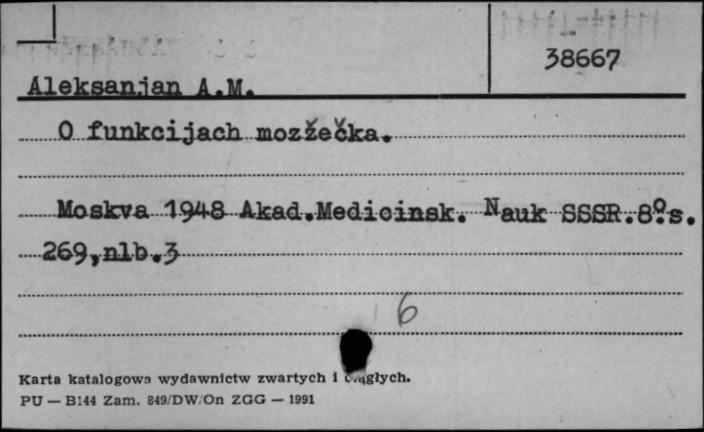 38667
Aleksanjan A.M.
O funkcijach mozžečka.
Moskva 1948 Akad.Medicinsk. Nauk SSSR.8º.s.
269,nlb.3
6
Karta katalogowa wydawnictw zwartych i ciągłych.
PU — B144 Zam. 849/DW/On ZGG — 1991